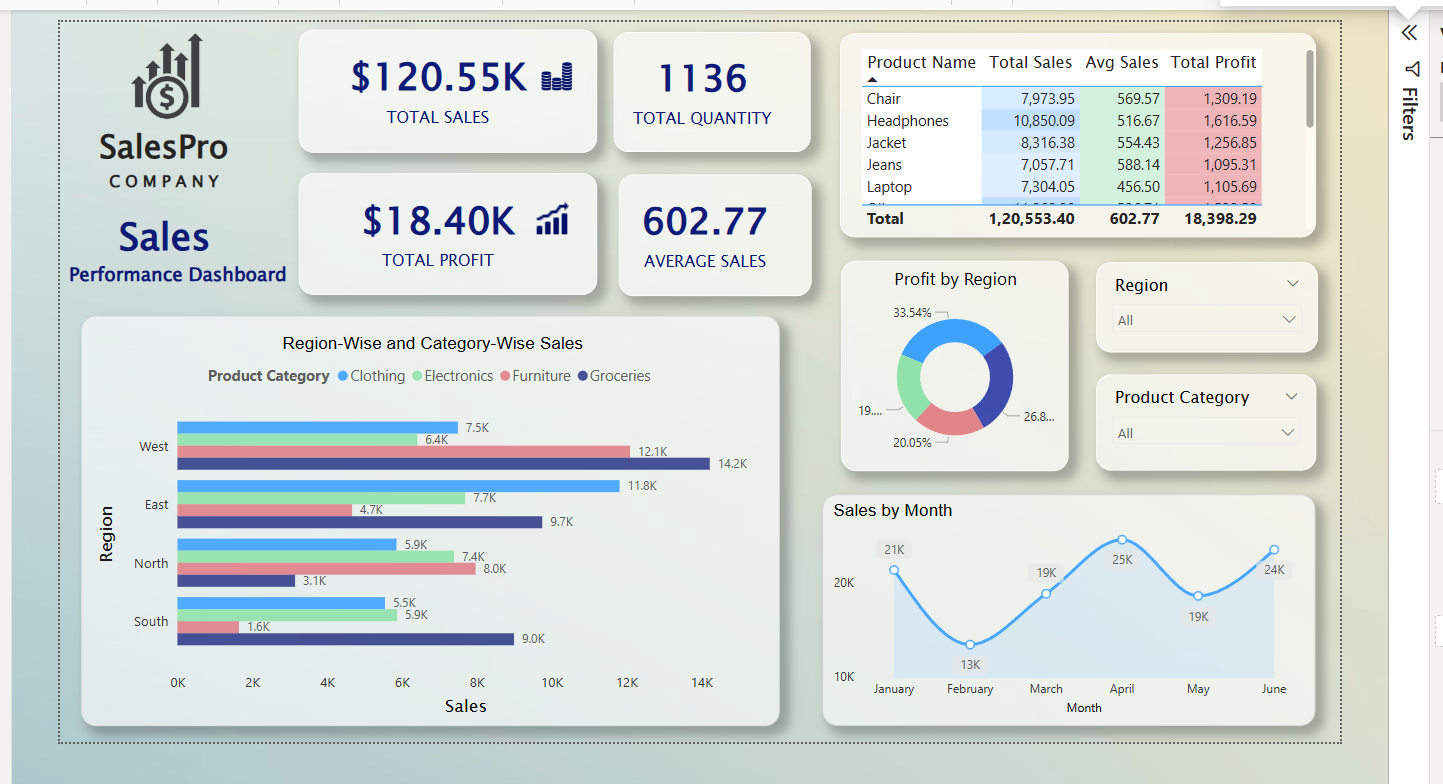 SalesPro
COMPANY
Sales
Performance Dashboard
$120.55K
TOTAL SALES
1136
TOTAL QUANTITY
$18.40K
TOTAL PROFIT
602.77
AVERAGE SALES
Product Name Total Sales Avg Sales Total Profit
Chair 7,973.95 569.57 1,309.19
Headphones 10,850.09 516.67 1,616.59
Jacket 8,316.38 554.43 1,256.85
Jeans 7,057.71 588.14 1,095.31
Laptop 7,304.05 456.50 1,105.69
Total 1,20,553.40 602.77 18,398.29
Filters
Profit by Region
33.54%
19....
26.8...
20.05%
Region
All
Product Category
All
Region-Wise and Category-Wise Sales
Product Category Clothing Electronics Furniture Groceries
Region
West
7.5K
6.4K
12.1K
14.2K
East
11.8K
7.7K
4.7K
9.7K
North
5.9K
7.4K
8.0K
3.1K
South
5.5K
5.9K
1.6K
9.0K
0K 2K 4K 6K 8K 10K 12K 14K
Sales
Sales by Month
20K
10K
21K
13K
19K
25K
19K
24K
January February March April May June
Month